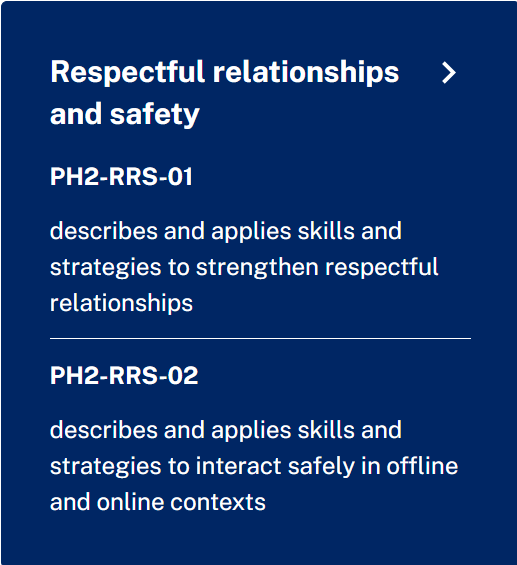 Respectful relationships
and safety
PH2-RRS-01
describes and applies skills and
strategies to strengthen respectful
relationships
PH2-RRS-02
describes and applies skills and
strategies to interact safely in offline
and online contexts